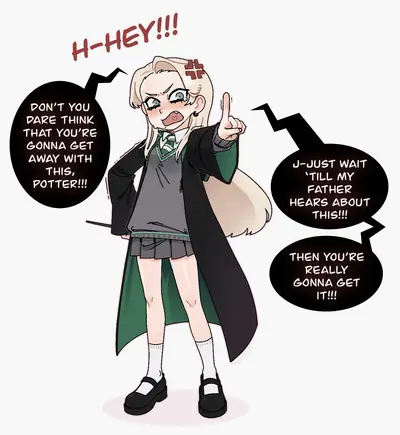 H-HEY!!!
DON'T YOU
DARE THINK
THAT YOU'RE
GONNA GET
AWAY WITH
THIS,
POTTER!!!
J-JUST WAIT
'TILL MY
FATHER
HEARS ABOUT
THIS!!!
THEN YOU'RE
REALLY
GONNA GET
IT!!!